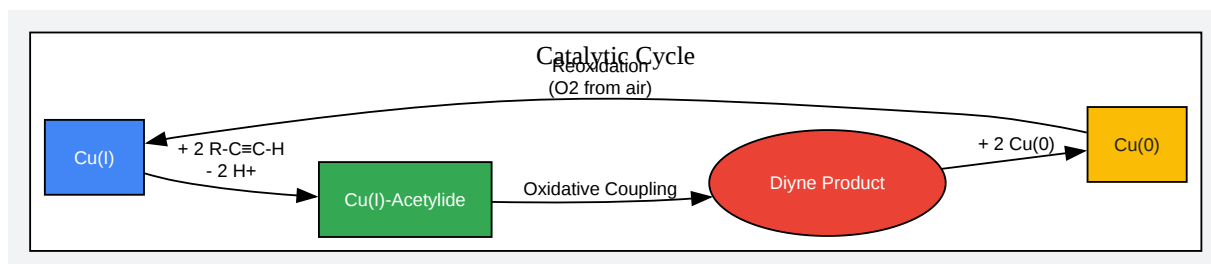 Catalytic Cycle
Reoxidation
(O2 from air)
Cu(I)
+ 2 R-C≡C-H
- 2 H+
Cu(I)-Acetylide
Oxidative Coupling
Diyne Product
+ 2 Cu(0)
Cu(0)